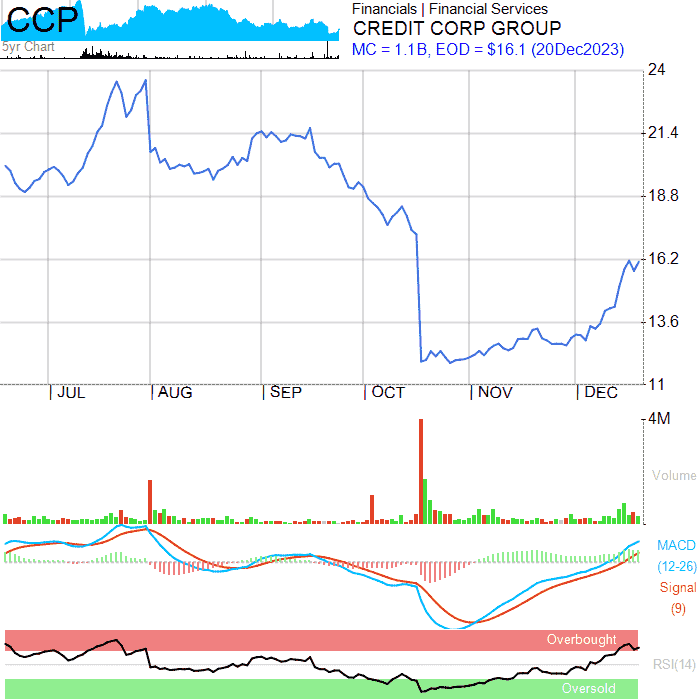 CCP
5yr Chart
Financials | Financial Services
CREDIT CORP GROUP
MC = 1.1B, EOD = $16.1 (20Dec2023)
24
21.4
18.8
16.2
13.6
11
| JUL | AUG | SEP | OCT | NOV | DEC
4M
Volume
MACD
(12-26)
Signal
(9)
Overbought
RSI(14)
Oversold